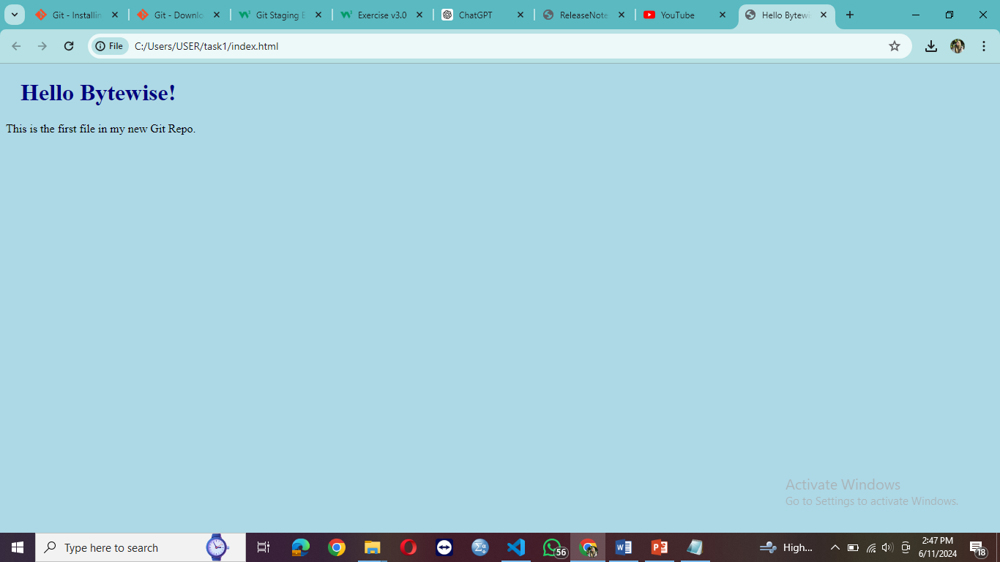 Git - Installin
Git - Downlo
Git Staging E
Exercise v3.0
ChatGPT
ReleaseNote
YouTube
Hello Bytewi
File
C:/Users/USER/task1/index.html
Hello Bytewise!
This is the first file in my new Git Repo.
Activate Windows
Go to Settings to activate Windows.
Type here to search
56
High...
2:47 PM
6/11/2024
18